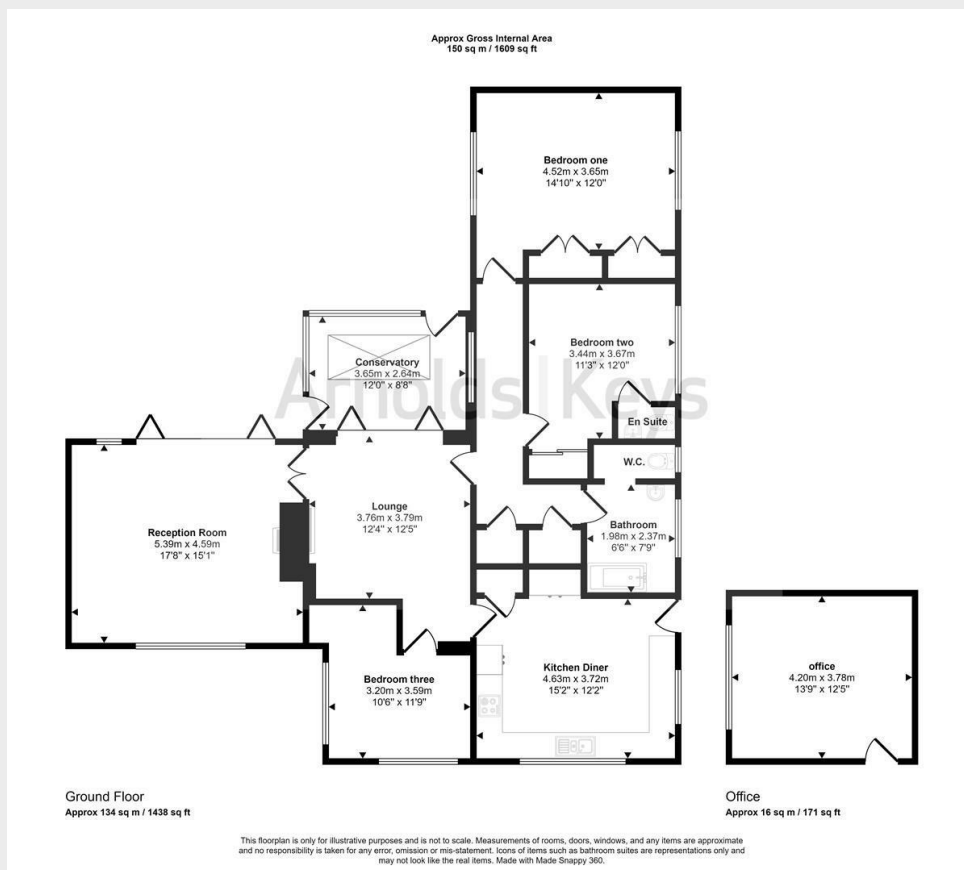 Approx Gross Internal Area
150 sq m / 1609 sq ft
Bedroom one
4.52m x 3.65m
14'10" x 12'0"
Bedroom two
3.44m x 3.67m
11'3" x 12'0"
Conservatory
3.65m x 2.64m
12'0" x 8'8"
Arnolds | Keys
En Suite
W.C.
Lounge
3.76m x 3.79m
12'4" x 12'5"
Reception Room
5.39m x 4.59m
17'8" x 15'1"
Bathroom
1.98m x 2.37m
6'6" x 7'9"
Kitchen Diner
4.63m x 3.72m
15'2" x 12'2"
office
4.20m x 3.78m
13'9" x 12'5"
Bedroom three
3.20m x 3.59m
10'6" x 11'9"
Ground Floor
Approx 134 sq m / 1438 sq ft
Office
Approx 16 sq m / 171 sq ft
This floorplan is only for illustrative purposes and is not to scale. Measurements of rooms, doors, windows, and any items are approximate
and no responsibility is taken for any error, omission or mis-statement. Icons of items such as bathroom suites are representations only and
may not look like the real items. Made with Made Snappy 360.